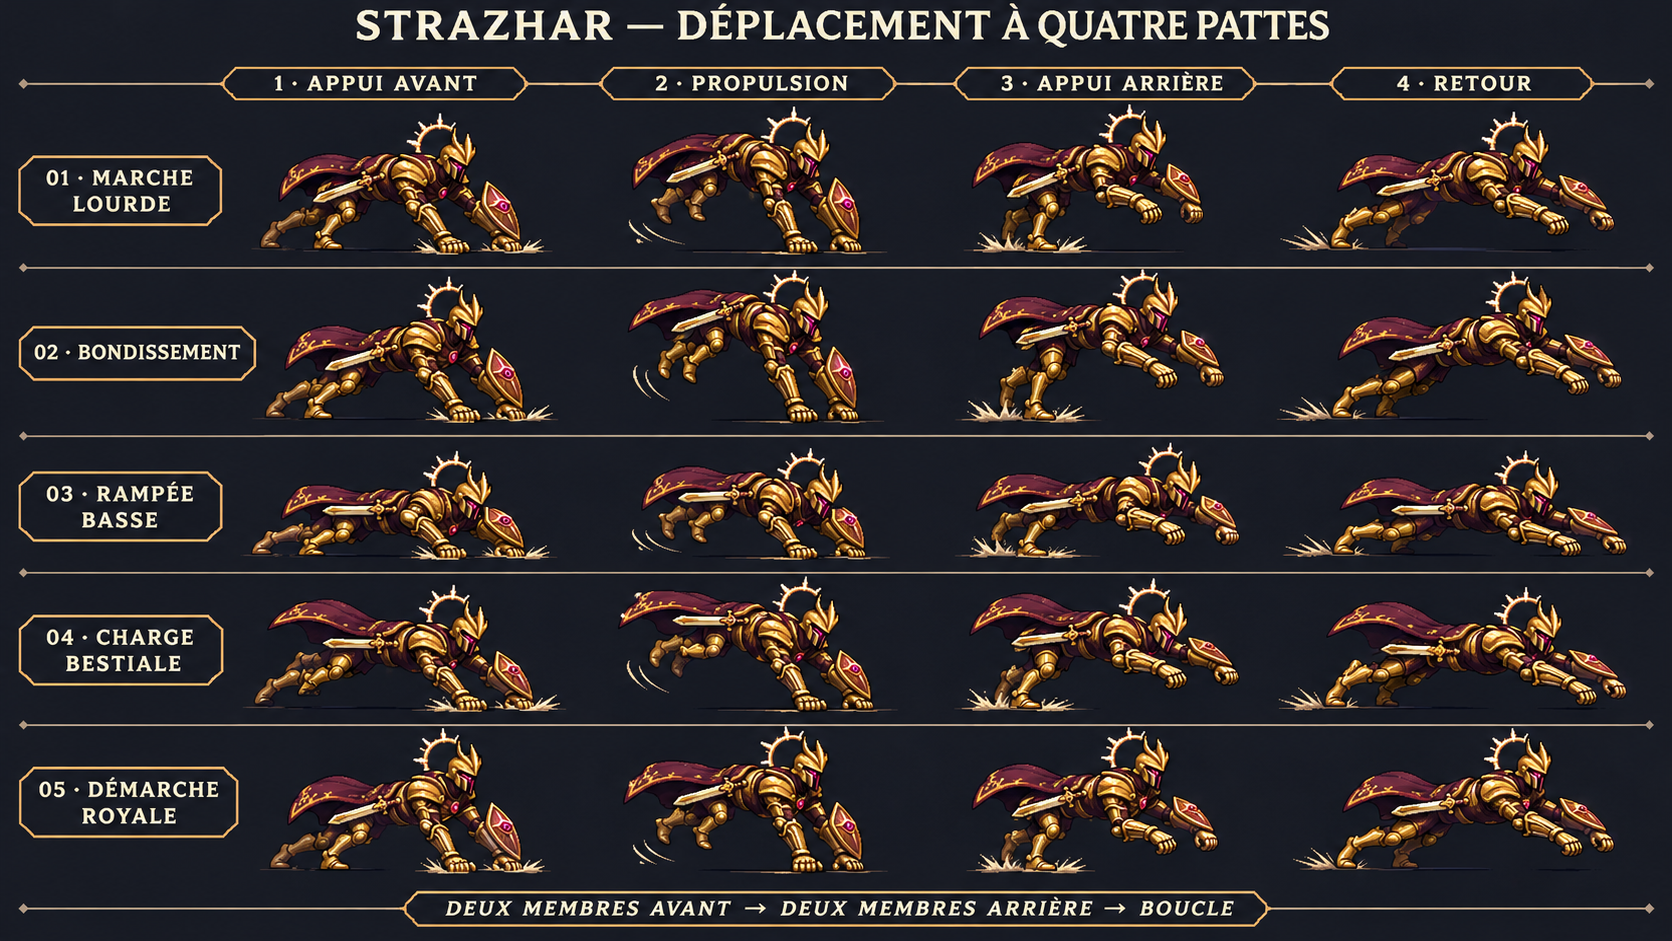 STRAZHAR — DÉPLACEMENT À QUATRE PATTES
1 · APPUI AVANT
2 · PROPULSION
3 · APPUI ARRIÈRE
4 · RETOUR
01 · MARCHE
LOURDE
02 · BONDISSEMENT
03 · RAMPÉE
BASSE
04 · CHARGE
BESTIALE
05 · DÉMARCHE
ROYALE
DEUX MEMBRES AVANT → DEUX MEMBRES ARRIÈRE → BOUCLE